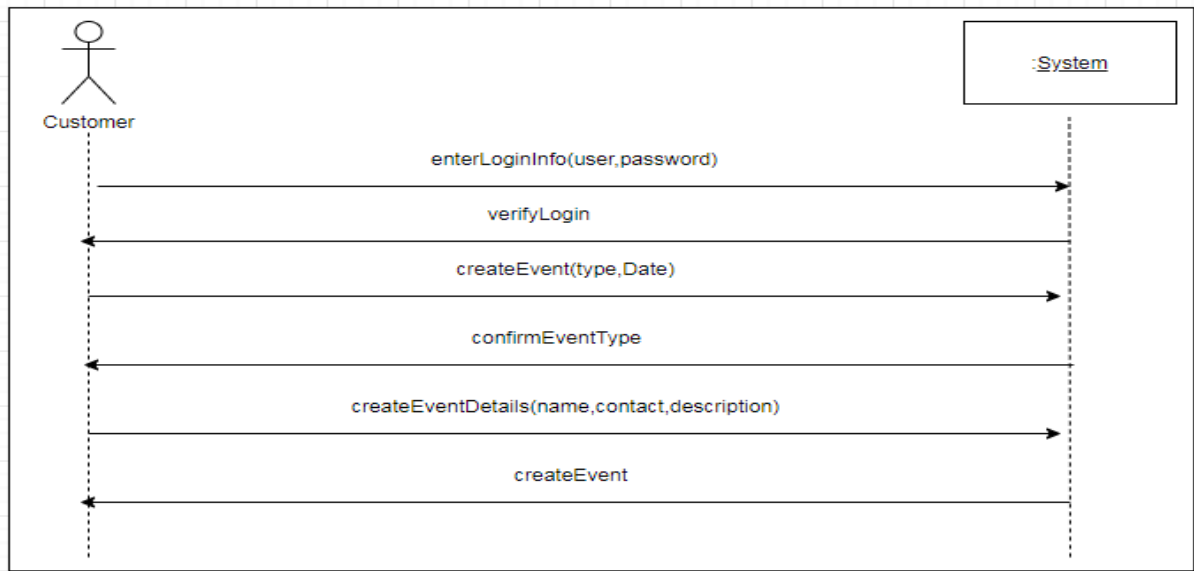 :System
Customer
enterLoginInfo(user,password)
verifyLogin
createEvent(type,Date)
confirmEventType
createEventDetails(name,contact,description)
createEvent